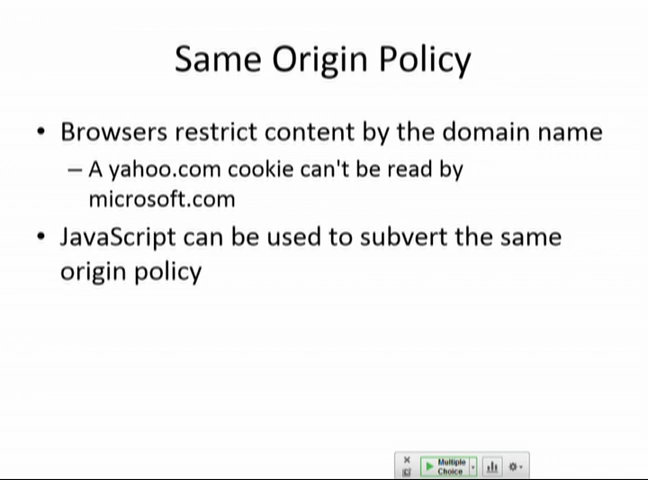 Same Origin Policy
• Browsers restrict content by the domain name
– A yahoo.com cookie can't be read by
microsoft.com
• JavaScript can be used to subvert the same
origin policy
Multiple
Choice